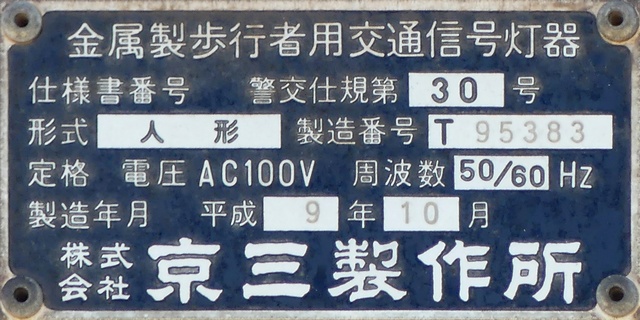 金属製歩行者用交通信号灯器
仕様書番号 警交仕規第 30 号
形式 人形 製造番号 T 95383
定格 電圧 AC100V 周波数 50/60 Hz
製造年月 平成 9 年 10 月
株式会社 京三製作所